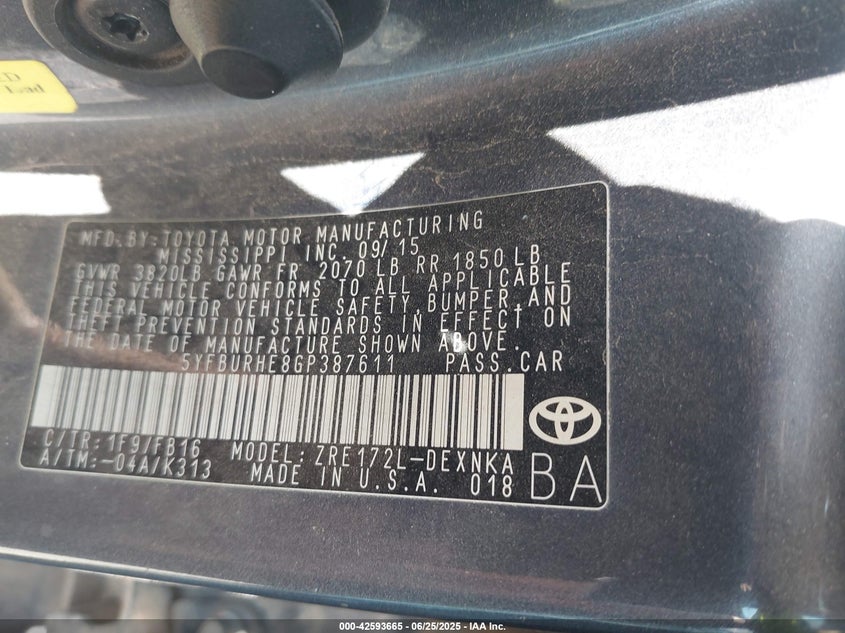 ED
Load
MFD. BY: TOYOTA MOTOR MANUFACTURING
MISSISSIPPI INC. 09/15
GVWR 3820LB GAWR FR 2070 LB RR 1850 LB
THIS VEHICLE CONFORMS TO ALL APPLICABLE
FEDERAL MOTOR VEHICLE SAFETY, BUMPER, AND
THEFT PREVENTION STANDARDS IN EFFECT ON
THE DATE OF MANUFACTURE SHOWN ABOVE.
5YFBURHE8GP387611 PASS. CAR
C/TR: 1F9/FB16 MODEL: ZRE172L-DEXNKA
A/TM: -04A/K313 MADE IN U.S.A. 018 BA
000-42593665 - 06/25/2025 - IAA Inc.